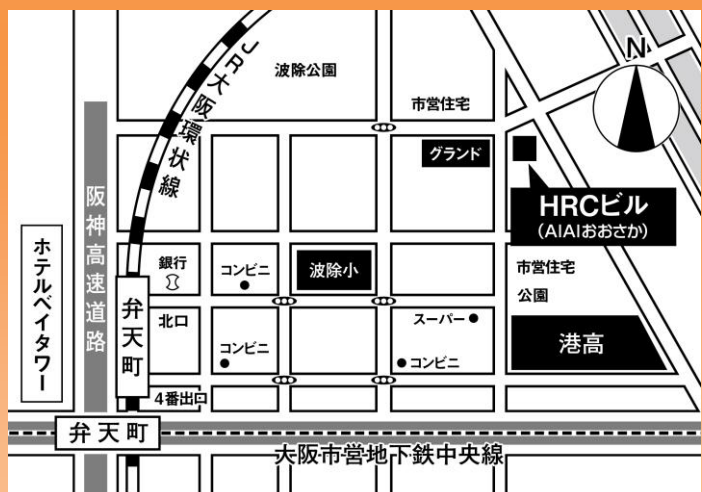 波除公園
N
JR大阪環状線
市営住宅
グランド
HRCビル
(AIAIおおさか)
阪神高速道路
ホテルベイタワー
銀行
コンビニ
波除小
市営住宅
公園
弁天町
北口
スーパー
港高
コンビニ
コンビニ
4番出口
弁天町
大阪市営地下鉄中央線